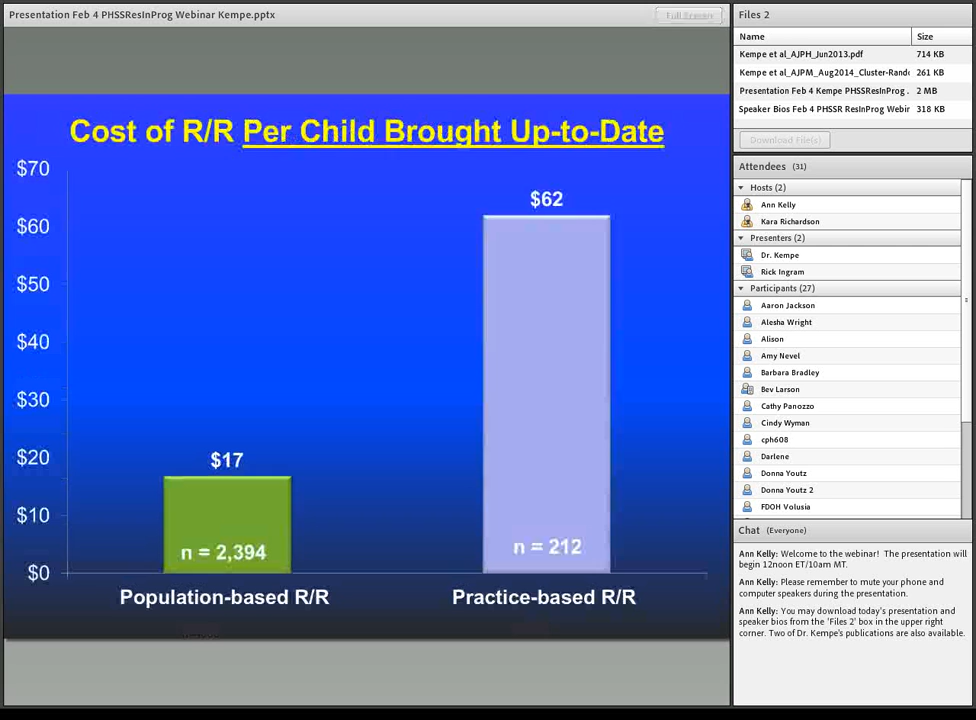 Presentation Feb 4 PHSSResInProg Webinar Kempe.pptx
Full Screen
Cost of R/R Per Child Brought Up-to-Date
$70
$60
$50
$40
$30
$20
$10
$0
$62
$17
n = 2,394
n = 212
Population-based R/R
Practice-based R/R
Files 2
Name Size
Kempe et al_AJPH_Jun2013.pdf 714 KB
Kempe et al_AJPM_Aug2014_Cluster-Rando 261 KB
Presentation Feb 4 Kempe PHSSResInProg . 2 MB
Speaker Bios Feb 4 PHSSR ResInProg Webir 318 KB
Download File(s)
Attendees (31)
Hosts (2)
Ann Kelly
Kara Richardson
Presenters (2)
Dr. Kempe
Rick Ingram
Participants (27)
Aaron Jackson
Alesha Wright
Alison
Amy Nevel
Barbara Bradley
Bev Larson
Cathy Panozzo
Cindy Wyman
cph608
Darlene
Donna Youtz
Donna Youtz 2
FDOH Volusia
Chat (Everyone)
Ann Kelly: Welcome to the webinar! The presentation will
begin 12noon ET/10am MT.
Ann Kelly: Please remember to mute your phone and
computer speakers during the presentation.
Ann Kelly: You may download today's presentation and
speaker bios from the 'Files 2' box in the upper right
corner. Two of Dr. Kempe's publications are also available.